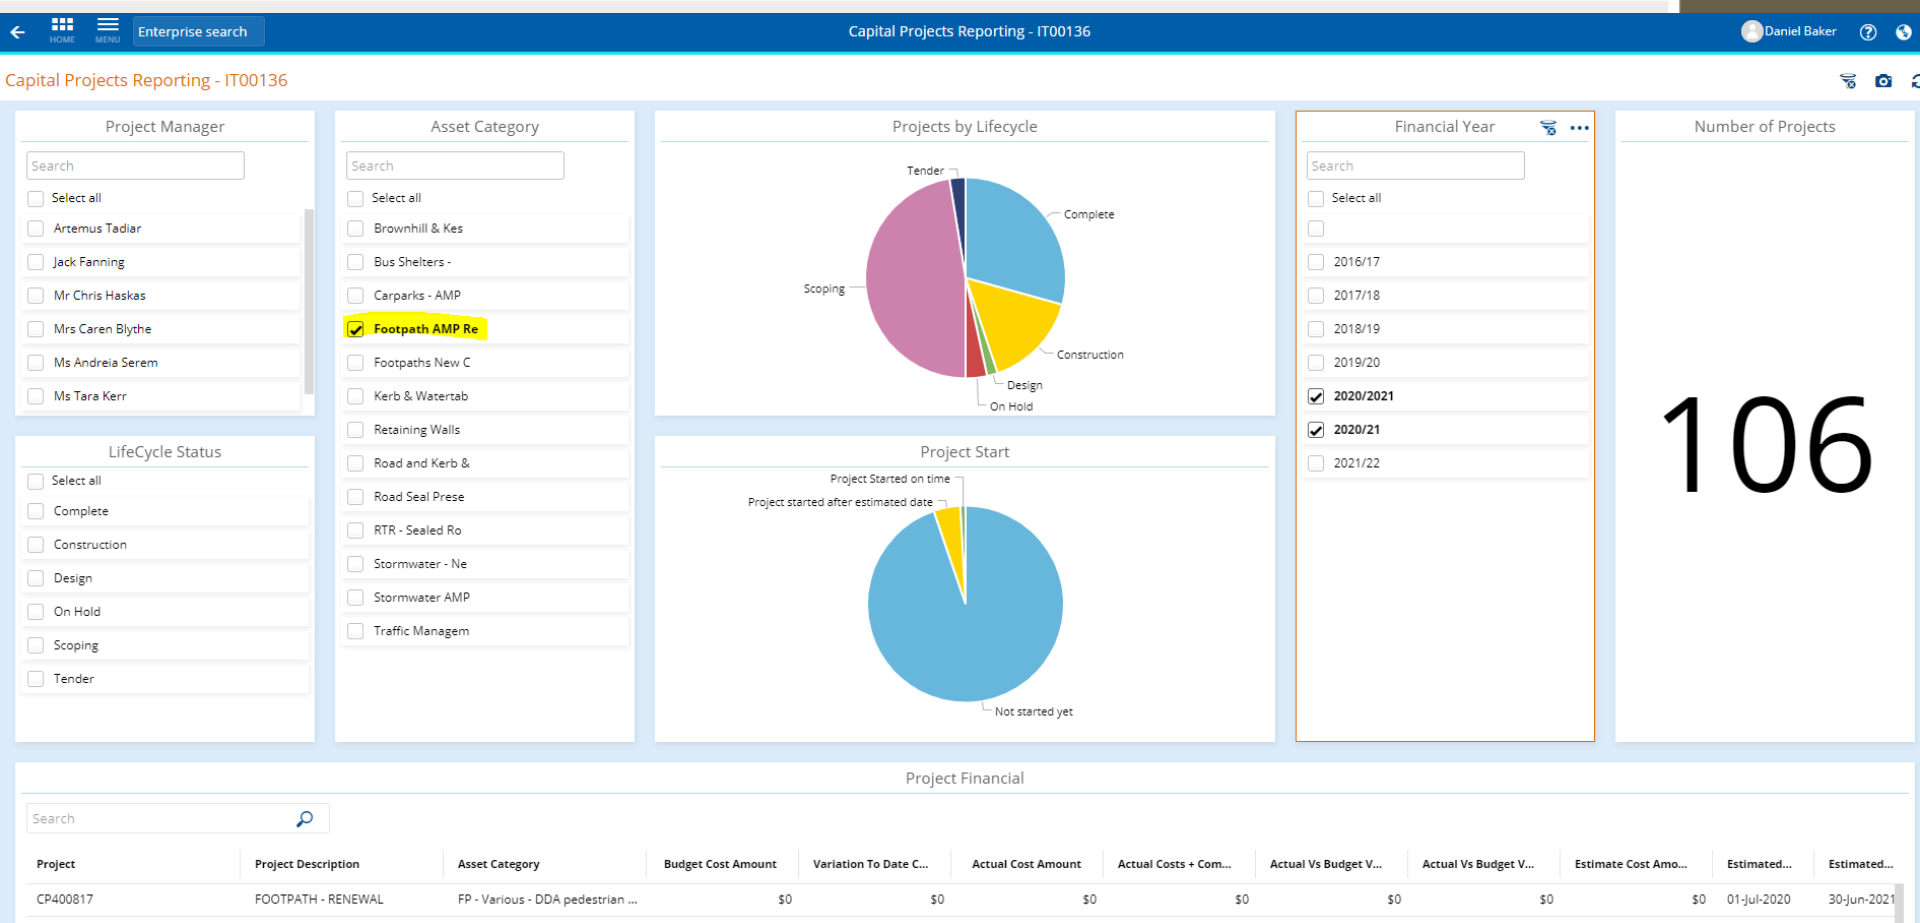 HOME
MENU
Enterprise search
Capital Projects Reporting - IT00136
Daniel Baker
Capital Projects Reporting - IT00136
Project Manager
Search
Select all
Artemus Tadiar
Jack Fanning
Mr Chris Haskas
Mrs Caren Blythe
Ms Andreia Serem
Ms Tara Kerr
LifeCycle Status
Select all
Complete
Construction
Design
On Hold
Scoping
Tender
Asset Category
Search
Select all
Brownhill & Kes
Bus Shelters -
Carparks - AMP
Footpath AMP Re
Footpaths New C
Kerb & Watertab
Retaining Walls
Road and Kerb &
Road Seal Prese
RTR - Sealed Ro
Stormwater - Ne
Stormwater AMP
Traffic Managem
Projects by Lifecycle
Tender
Complete
Scoping
Construction
Design
On Hold
Project Start
Project Started on time
Project started after estimated date
Not started yet
Financial Year
Search
Select all
2016/17
2017/18
2018/19
2019/20
2020/2021
2020/21
2021/22
Number of Projects
106
Project Financial
Search
Project Project Description Asset Category Budget Cost Amount Variation To Date C... Actual Cost Amount Actual Costs + Com... Actual Vs Budget V... Actual Vs Budget V... Estimate Cost Amo... Estimated... Estimated...
CP400817 FOOTPATH - RENEWAL FP - Various - DDA pedestrian ... $0 $0 $0 $0 $0 $0 $0 01-Jul-2020 30-Jun-2021